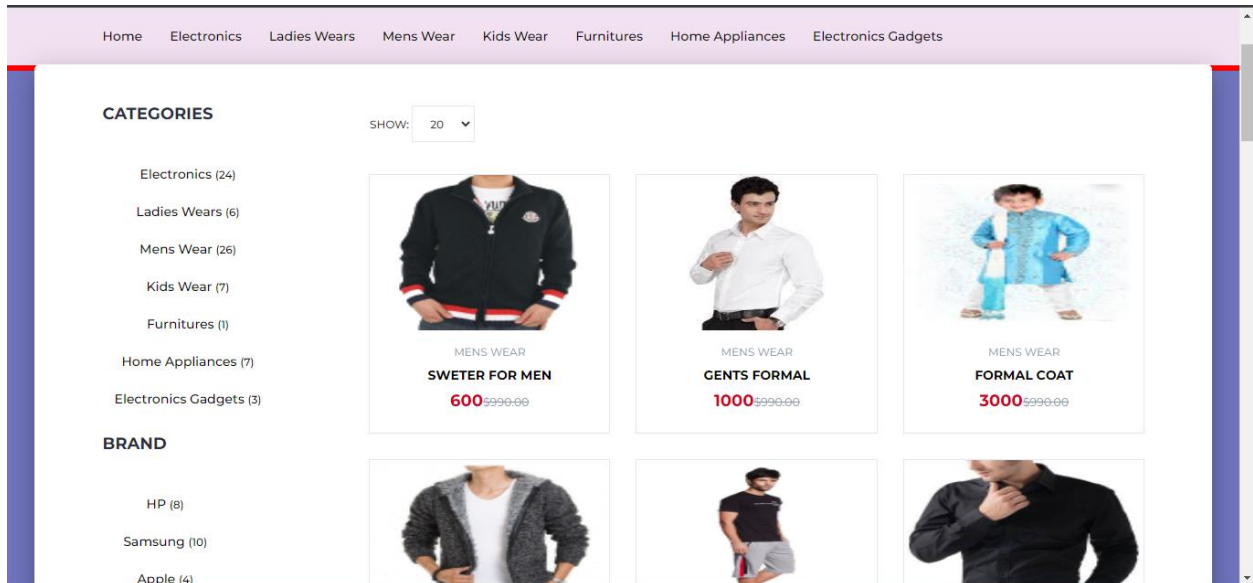 Home Electronics Ladies Wears Mens Wear Kids Wear Furnitures Home Appliances Electronics Gadgets
CATEGORIES
Electronics (24)
Ladies Wears (6)
Mens Wear (26)
Kids Wear (7)
Furnitures (1)
Home Appliances (7)
Electronics Gadgets (3)
BRAND
HP (8)
Samsung (10)
Apple (4)
SHOW: 20
MENS WEAR
SWETER FOR MEN
600 $990.00
MENS WEAR
GENTS FORMAL
1000 $990.00
MENS WEAR
FORMAL COAT
3000 $990.00